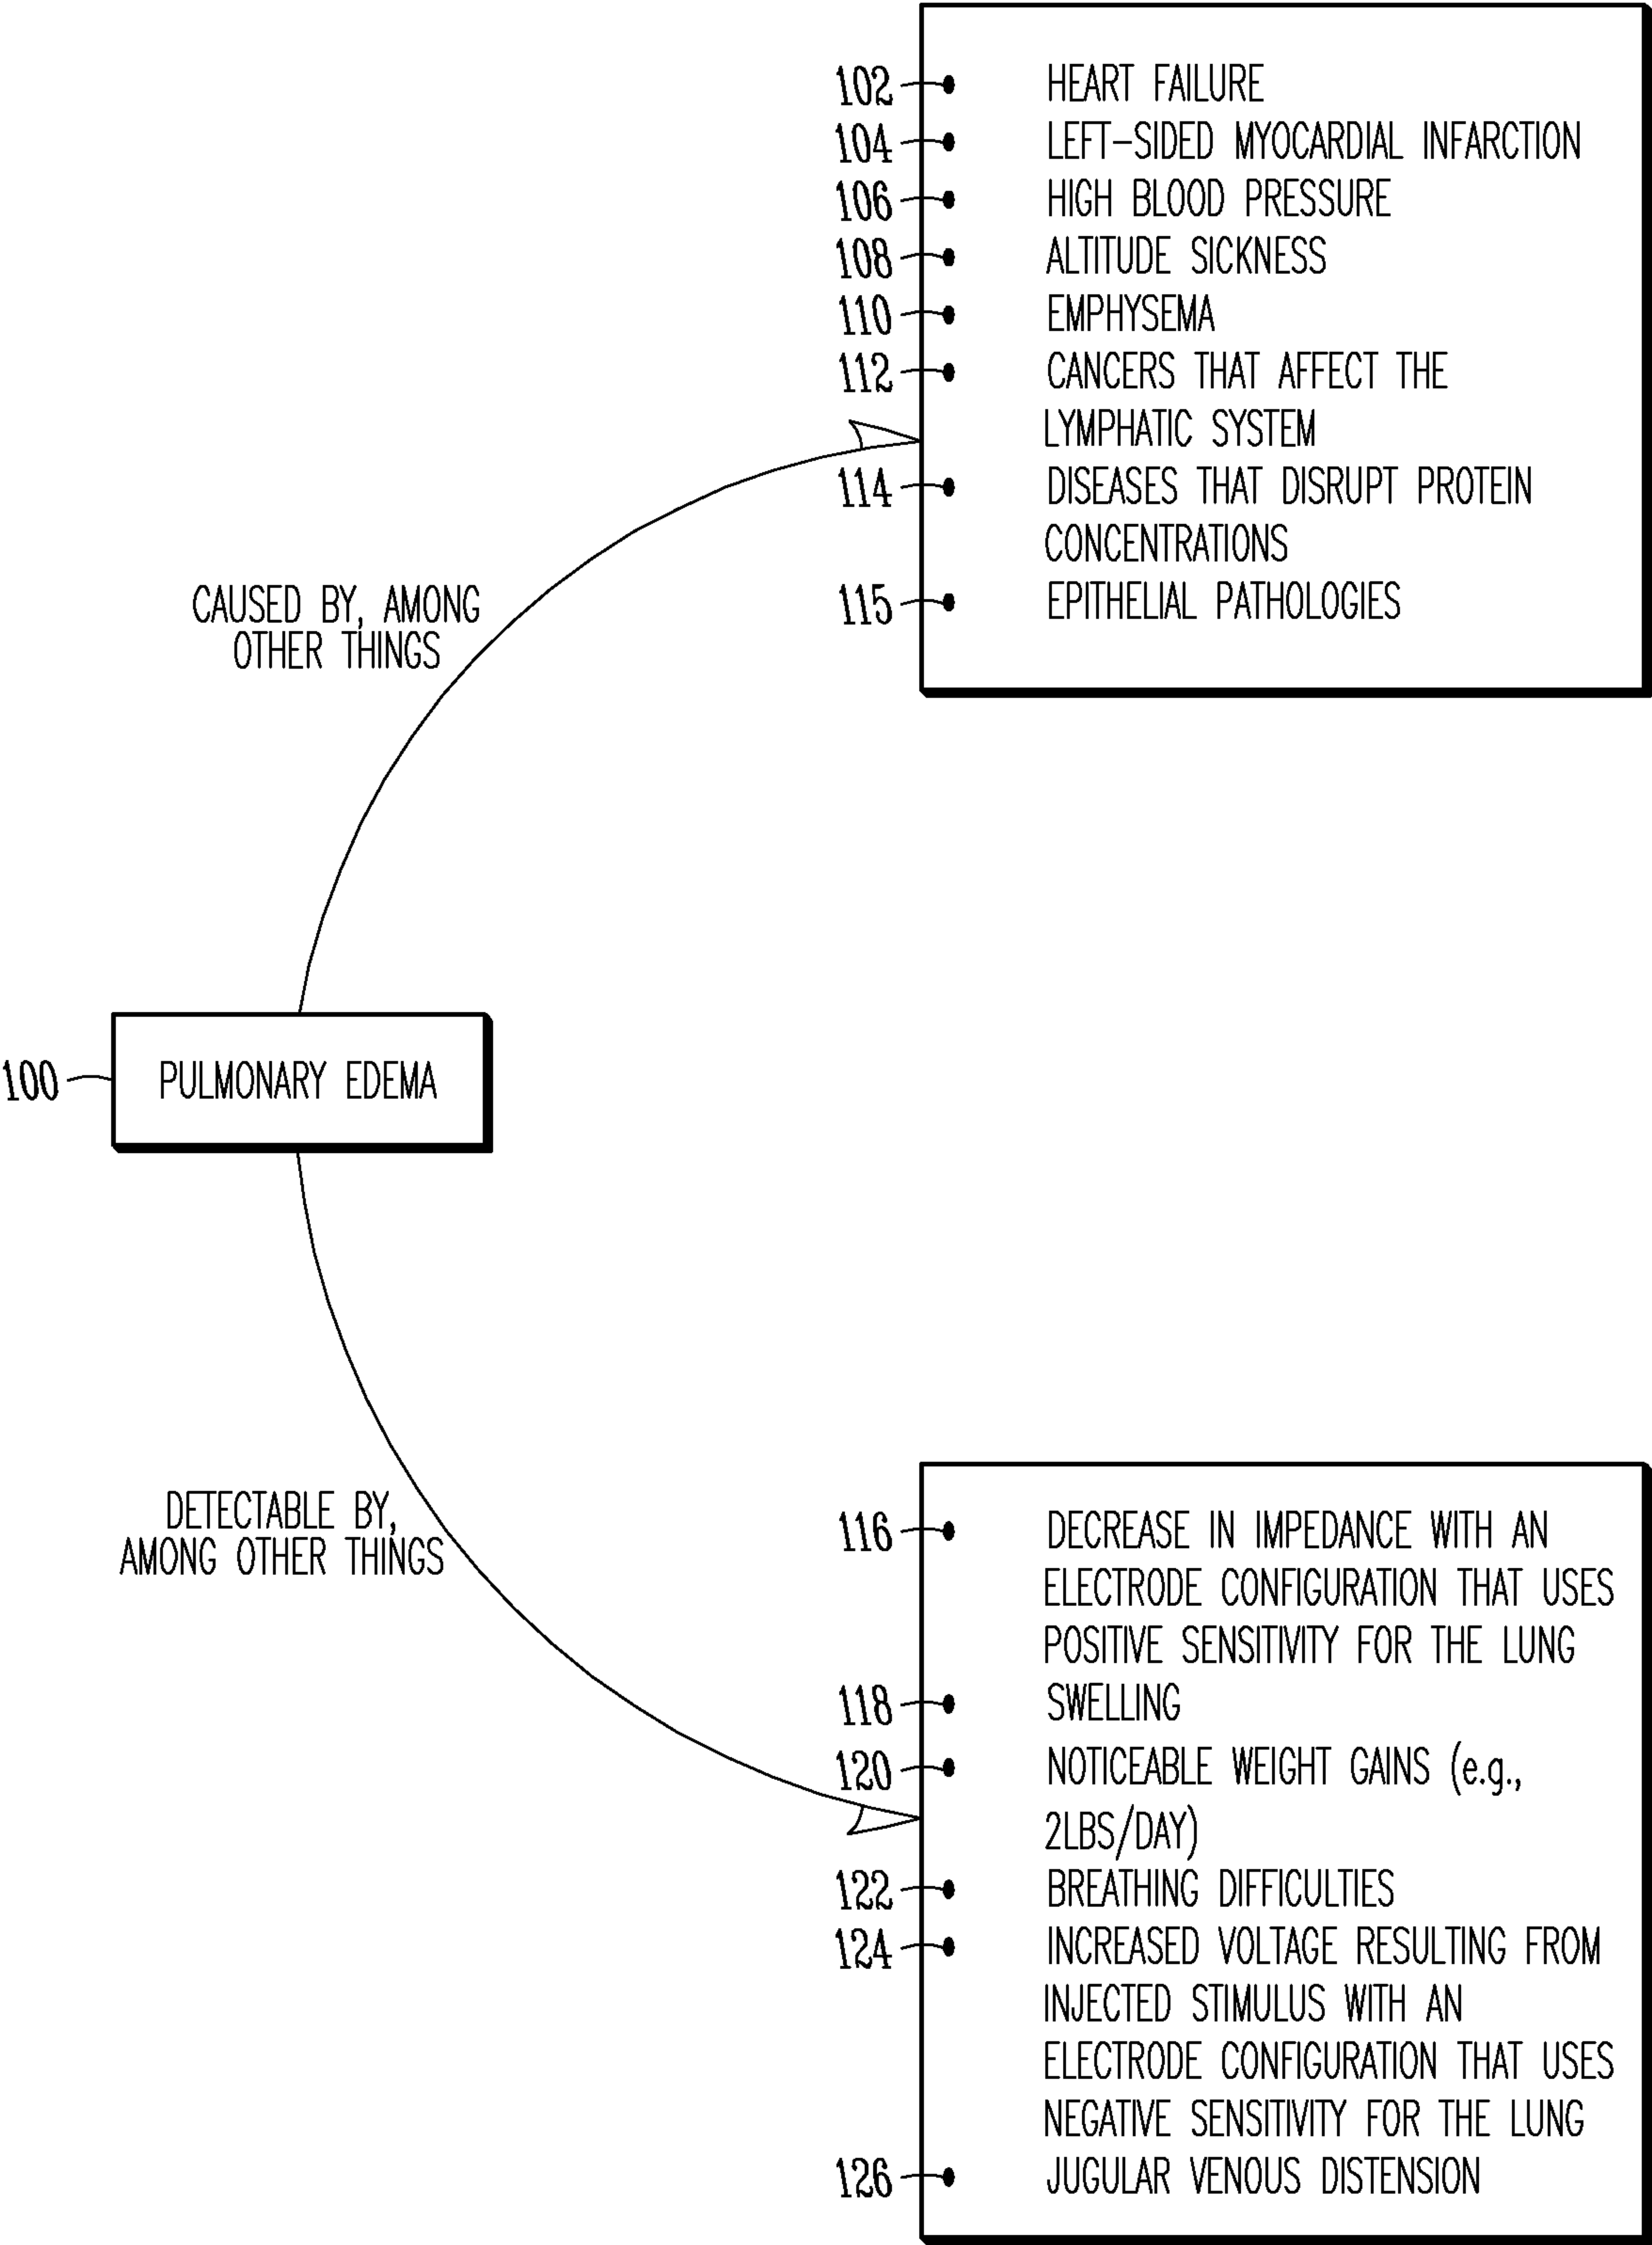 102 HEART FAILURE
104 LEFT-SIDED MYOCARDIAL INFARCTION
106 HIGH BLOOD PRESSURE
108 ALTITUDE SICKNESS
110 EMPHYSEMA
112 CANCERS THAT AFFECT THE
LYMPHATIC SYSTEM
114 DISEASES THAT DISRUPT PROTEIN
CONCENTRATIONS
115 EPITHELIAL PATHOLOGIES
CAUSED BY, AMONG
OTHER THINGS
100 PULMONARY EDEMA
DETECTABLE BY,
AMONG OTHER THINGS
116 DECREASE IN IMPEDANCE WITH AN
ELECTRODE CONFIGURATION THAT USES
POSITIVE SENSITIVITY FOR THE LUNG
118 SWELLING
120 NOTICEABLE WEIGHT GAINS (e.g.,
2LBS/DAY)
122 BREATHING DIFFICULTIES
124 INCREASED VOLTAGE RESULTING FROM
INJECTED STIMULUS WITH AN
ELECTRODE CONFIGURATION THAT USES
NEGATIVE SENSITIVITY FOR THE LUNG
126 JUGULAR VENOUS DISTENSION